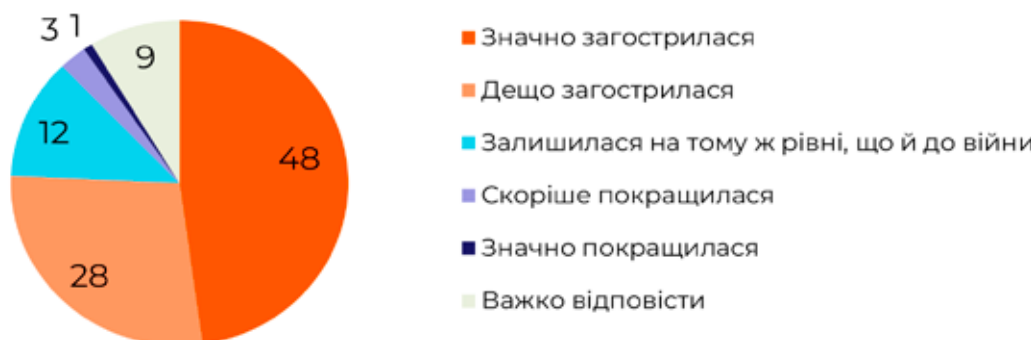 3 1
9
12
48
28
Значно загострилася
Дещо загострилася
Залишилася на тому ж рівні, що й до війни
Скоріше покращилася
Значно покращилася
Важко відповісти